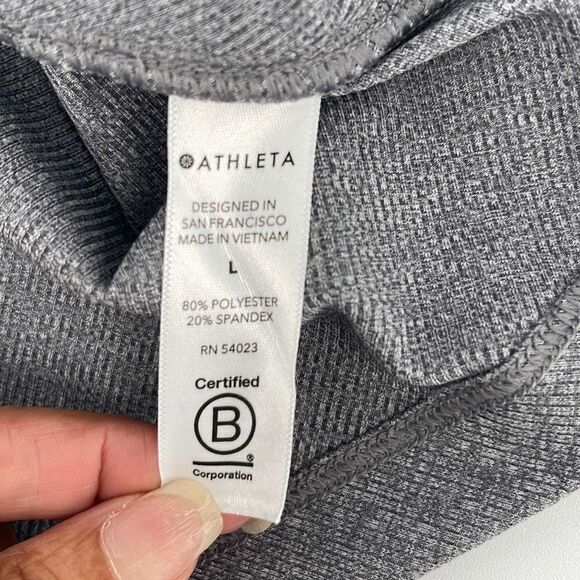 ATHLETA
DESIGNED IN
SAN FRANCISCO
MADE IN VIETNAM
L
80% POLYESTER
20% SPANDEX
RN 54023
Certified
B
®
Corporation